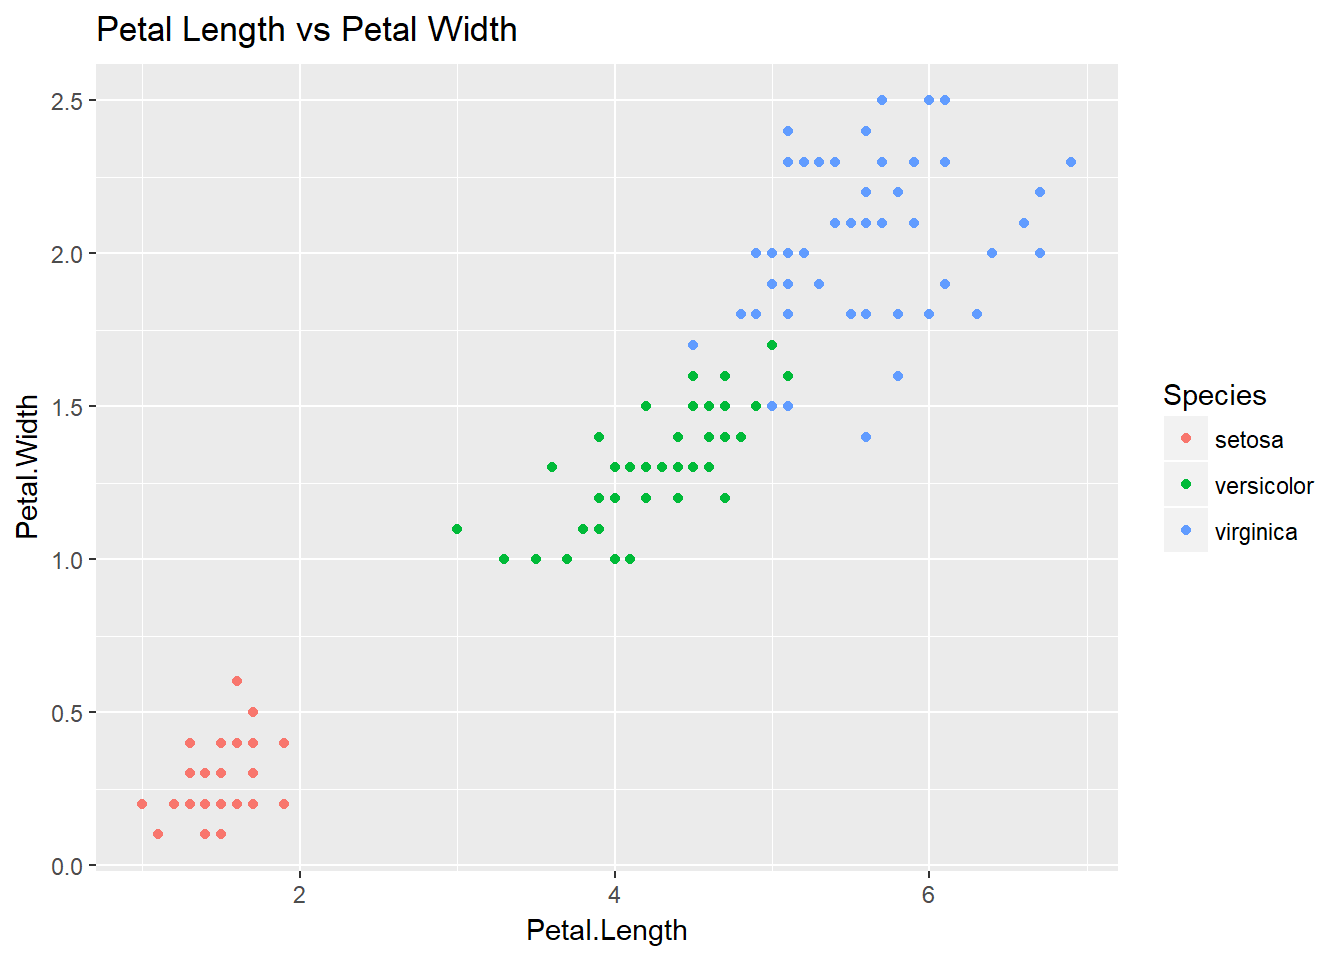 Petal Length vs Petal Width
2.5
2.0
1.5
1.0
0.5
0.0
Petal.Width
2 4 6
Petal.Length
Species
setosa
versicolor
virginica